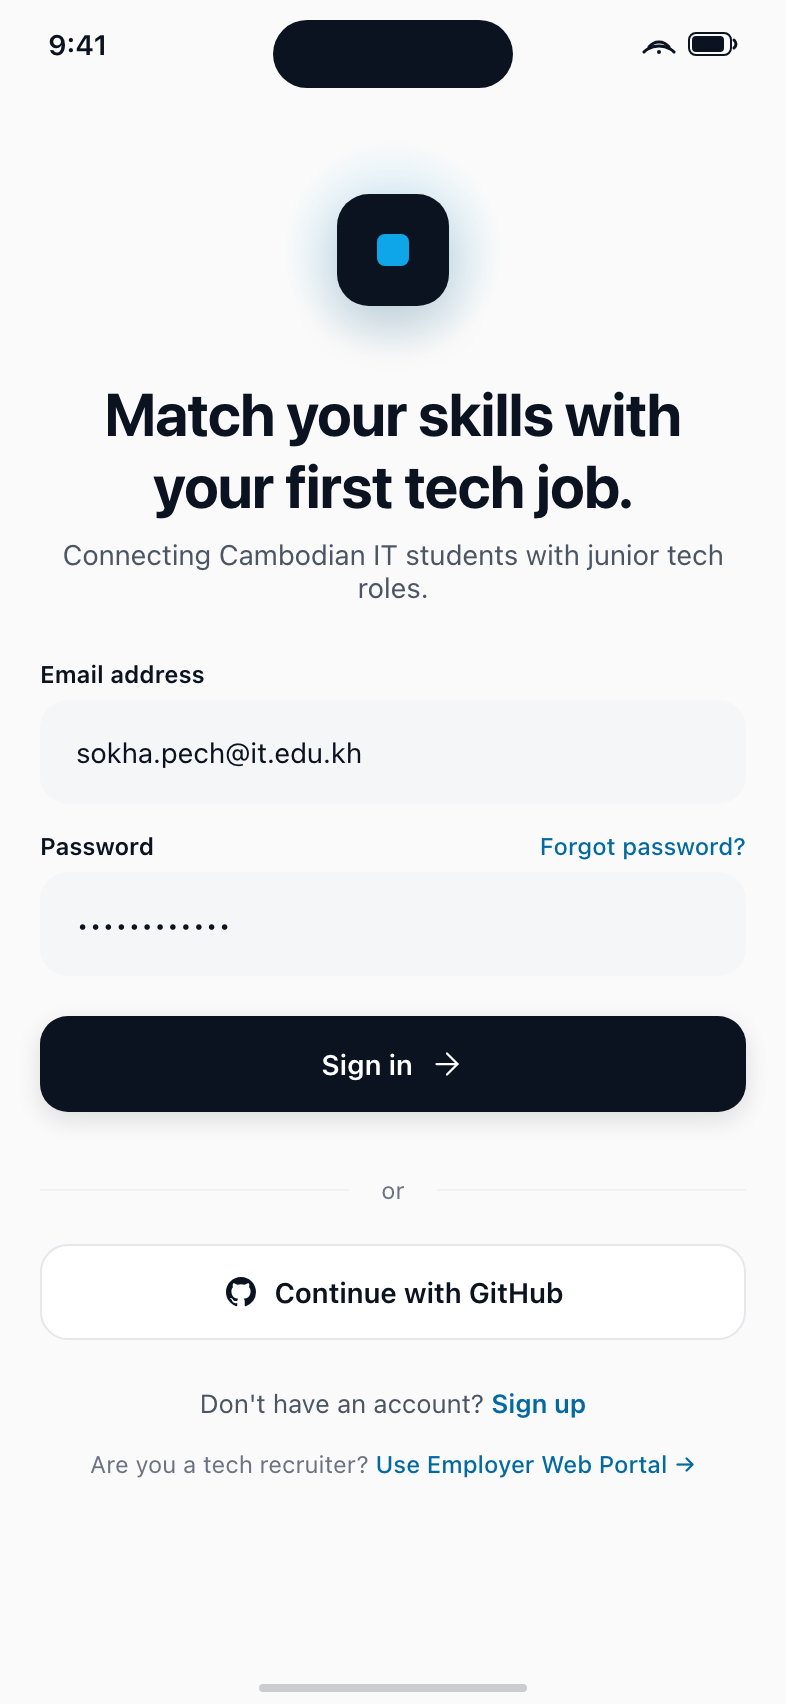 9:41
Match your skills with
your first tech job.
Connecting Cambodian IT students with junior tech
roles.
Email address
sokha.pech@it.edu.kh
Password
Forgot password?
••••••••••••
Sign in →
or
Continue with GitHub
Don't have an account? Sign up
Are you a tech recruiter? Use Employer Web Portal →